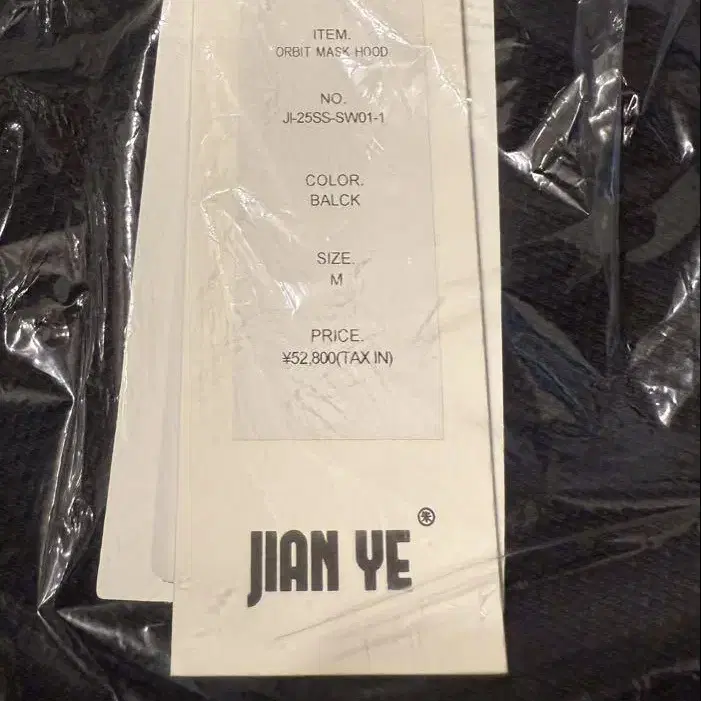 ITEM.
ORBIT MASK HOOD
NO.
JI-25SS-SW01-1
COLOR.
BALCK
SIZE.
M
PRICE.
¥52,800(TAX IN)
JIAN YE